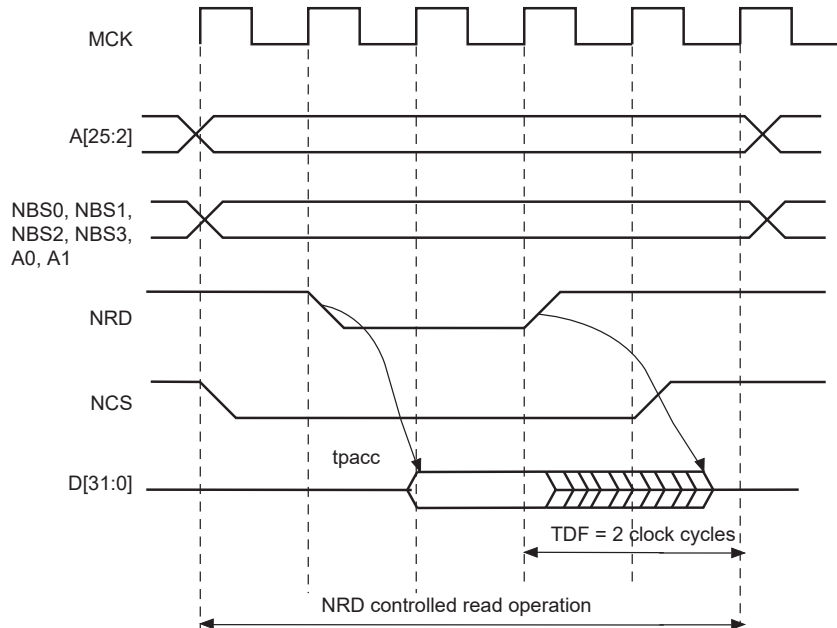 MCK
A[25:2]
NBS0, NBS1,
NBS2, NBS3,
A0, A1
NRD
NCS
tpacc
D[31:0]
TDF = 2 clock cycles
NRD controlled read operation